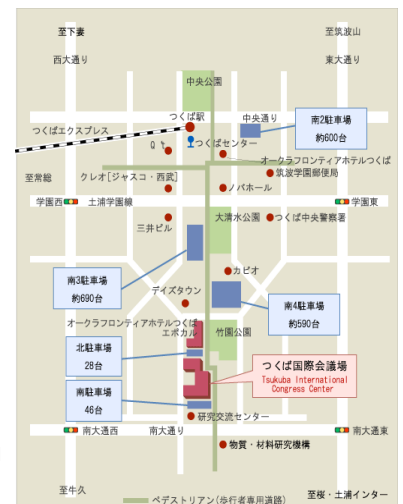 至下妻
至筑波山
西大通り
東大通り
中央公園
つくば駅
中央通り
南2駐車場
約600台
つくばエクスプレス
つくばセンター
Q't
オークラフロンティアホテルつくば
クレオ[ジャスコ・西武]
筑波学園郵便局
至常総
ノバホール
学園西
土浦学園線
学園東
三井ビル
大清水公園
つくば中央警察署
カピオ
南3駐車場
約690台
デイズタウン
南4駐車場
約590台
オークラフロンティアホテルつくば
エポカル
竹園公園
北駐車場
28台
つくば国際会議場
Tsukuba International
Congress Center
南駐車場
46台
研究交流センター
南大通西
南大通り
南大通東
物質・材料研究機構
至牛久
至桜・土浦インター
ペデストリアン(歩行者専用道路)